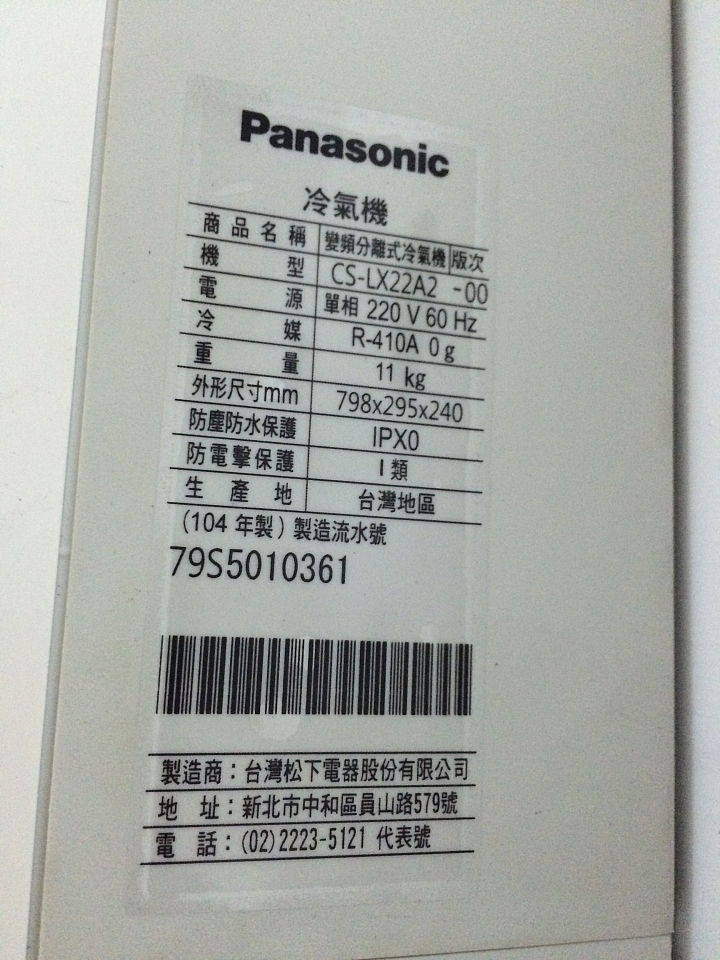 Panasonic
冷氣機
商品名稱 變頻分離式冷氣機 版次
機型 CS-LX22A2 -00
電源 單相 220 V 60 Hz
冷媒 R-410A 0 g
重量 11 kg
外形尺寸mm 798x295x240
防塵防水保護 IPX0
防電擊保護 I 類
生產地 台灣地區
(104 年製) 製造流水號
79S5010361
製造商：台灣松下電器股份有限公司
地址：新北市中和區員山路579號
電話：(02)2223-5121 代表號